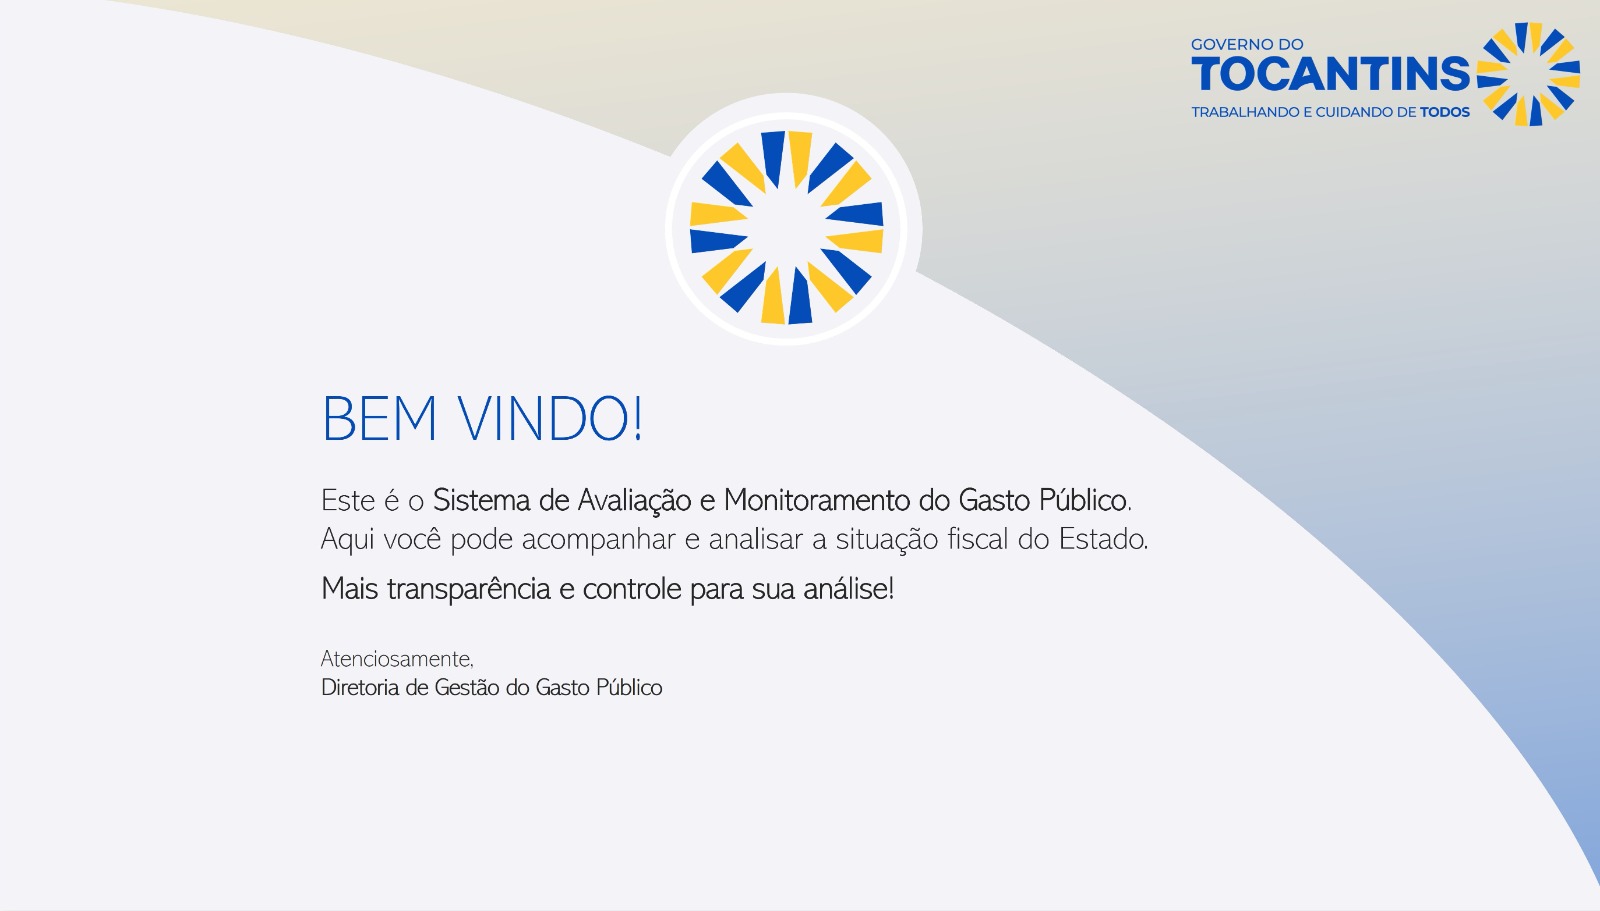 GOVERNO DO
TOCANTINS
TRABALHANDO E CUIDANDO DE TODOS
BEM VINDO!
Este é o Sistema de Avaliação e Monitoramento do Gasto Público.
Aqui você pode acompanhar e analisar a situação fiscal do Estado.
Mais transparência e controle para sua análise!
Atenciosamente,
Diretoria de Gestão do Gasto Público